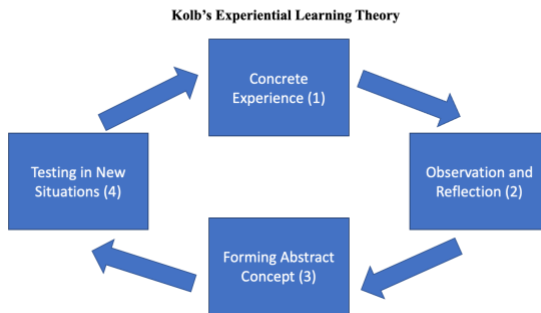 Kolb's Experiential Learning Theory
Concrete
Experience (1)
Observation and
Reflection (2)
Forming Abstract
Concept (3)
Testing in New
Situations (4)